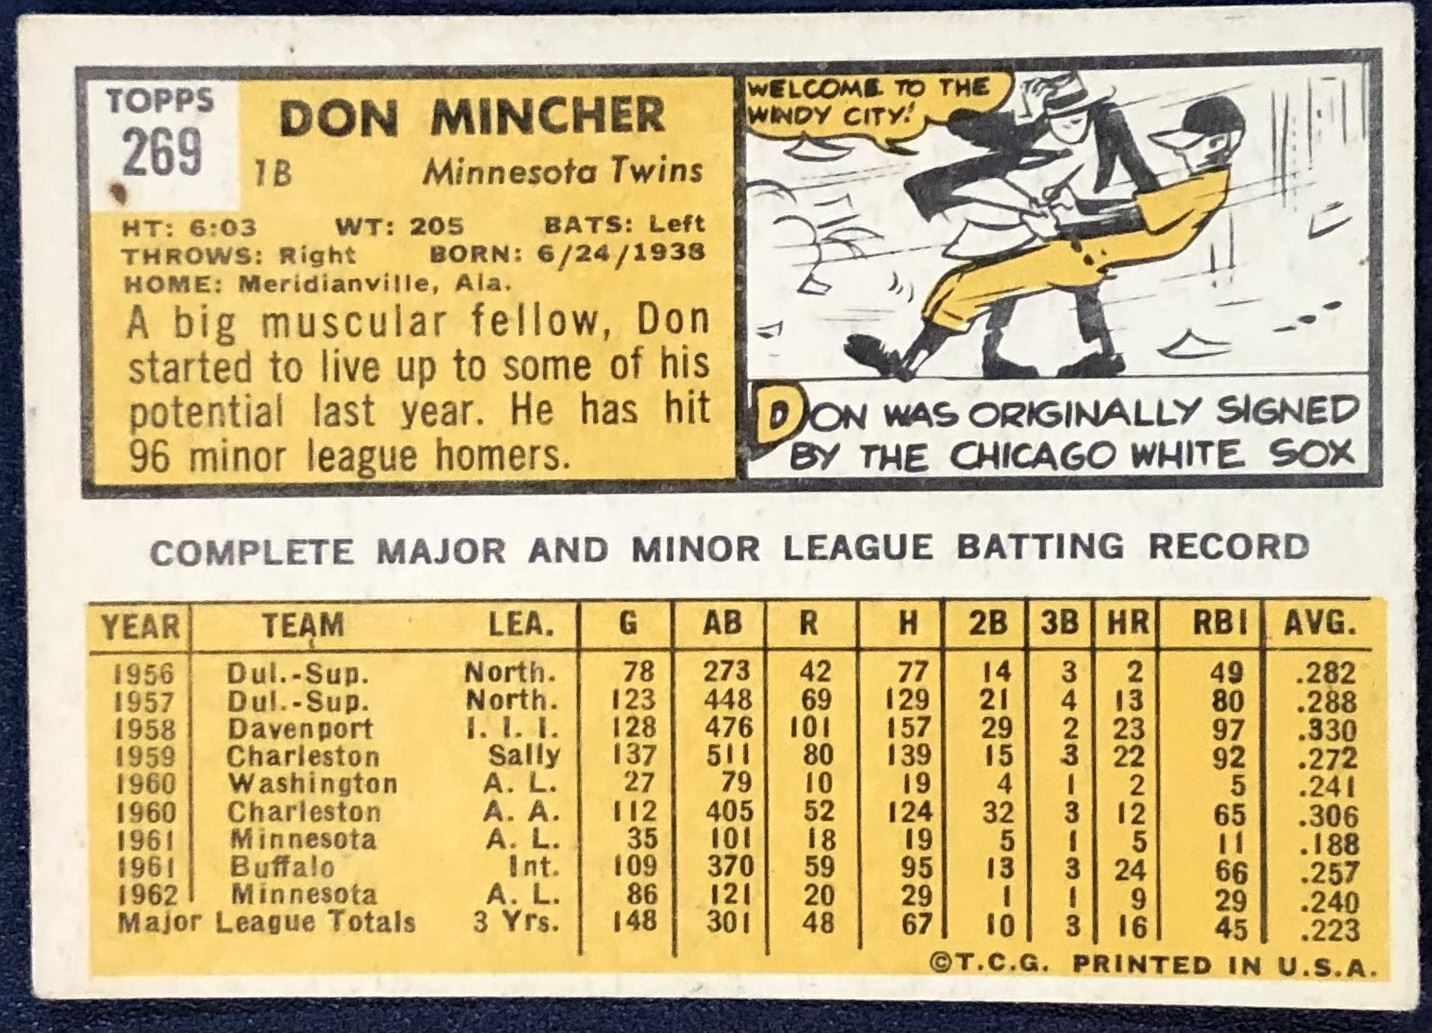 TOPPS
269
DON MINCHER
1B Minnesota Twins
HT: 6:03 WT: 205 BATS: Left
THROWS: Right BORN: 6/24/1938
HOME: Meridianville, Ala.
A big muscular fellow, Don
started to live up to some of his
potential last year. He has hit
96 minor league homers.
WELCOME TO THE
WINDY CITY!
DON WAS ORIGINALLY SIGNED
BY THE CHICAGO WHITE SOX
COMPLETE MAJOR AND MINOR LEAGUE BATTING RECORD
YEAR TEAM LEA. G AB R H 2B 3B HR RBI AVG.
1956 Dul.-Sup. North. 78 273 42 77 14 3 2 49 .282
1957 Dul.-Sup. North. 123 448 69 129 21 4 13 80 .288
1958 Davenport I. I. I. 128 476 101 157 29 2 23 97 .330
1959 Charleston Sally 137 511 80 139 15 3 22 92 .272
1960 Washington A. L. 27 79 10 19 4 1 2 5 .241
1960 Charleston A. A. 112 405 52 124 32 3 12 65 .306
1961 Minnesota A. L. 35 101 18 19 5 1 5 11 .188
1961 Buffalo Int. 109 370 59 95 13 3 24 66 .257
1962 Minnesota A. L. 86 121 20 29 1 1 9 29 .240
Major League Totals 3 Yrs. 148 301 48 67 10 3 16 45 .223
©T.C.G. PRINTED IN U.S.A.